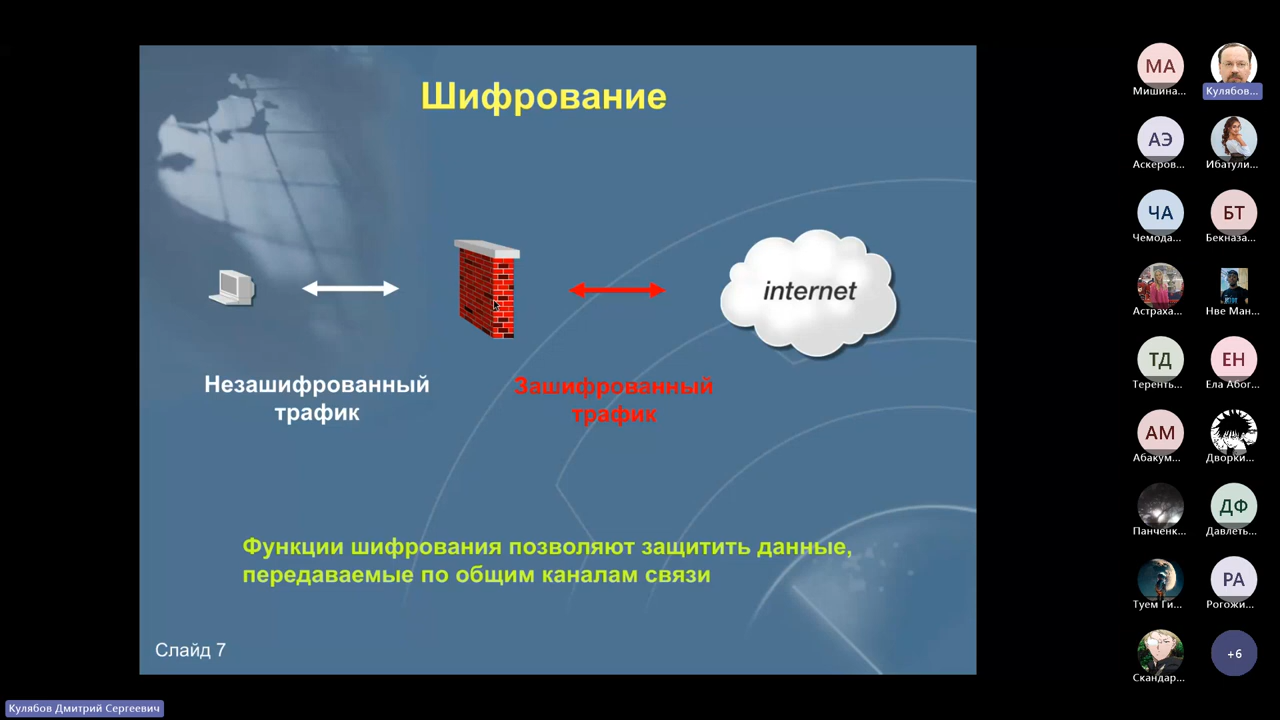 Шифрование
internet
Незашифрованный
трафик
Зашифрованный
трафик
Функции шифрования позволяют защитить данные,
передаваемые по общим каналам связи
Слайд 7
МА
Мишина...
Кулябов...
АЭ
Аскеров...
Ибатули...
ЧА
Чемода...
БТ
Бекназа...
Астраха...
Нве Ман...
ТД
Теренть...
ЕН
Ела Абог...
АМ
Абакум...
Дворки...
Панченк...
ДФ
Давлеть...
Туем Ги...
РА
Рогожи...
Скандар...
+6
Кулябов Дмитрий Сергеевич